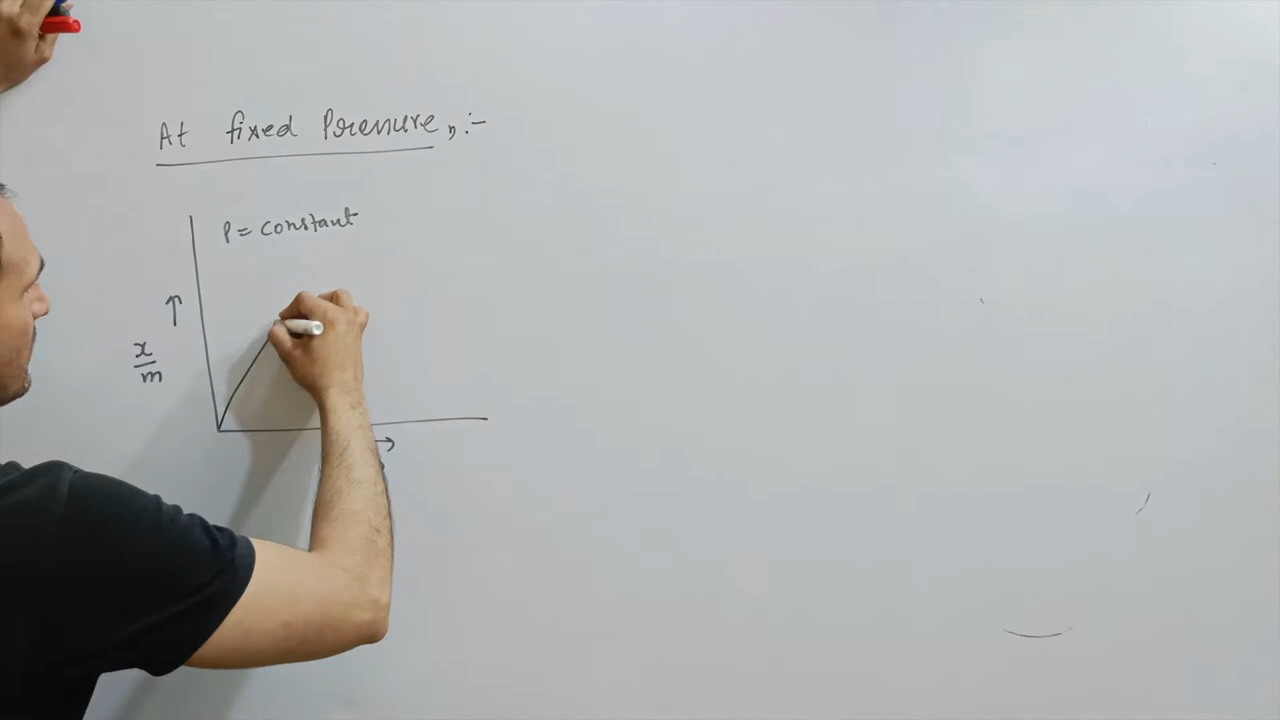 At fixed Pressure,:-
P = constant
↑
x/m
→